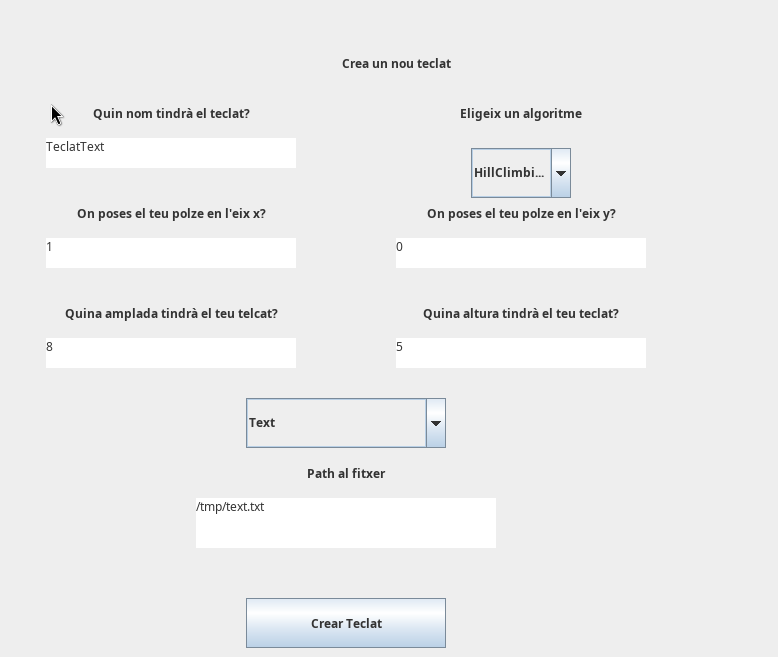 Crea un nou teclat
Quin nom tindrà el teclat?
Eligeix un algoritme
TeclatText
HillClimbi...
On poses el teu polze en l'eix x?
On poses el teu polze en l'eix y?
1
0
Quina amplada tindrà el teu telcat?
Quina altura tindrà el teu teclat?
8
5
Text
Path al fitxer
/tmp/text.txt
Crear Teclat